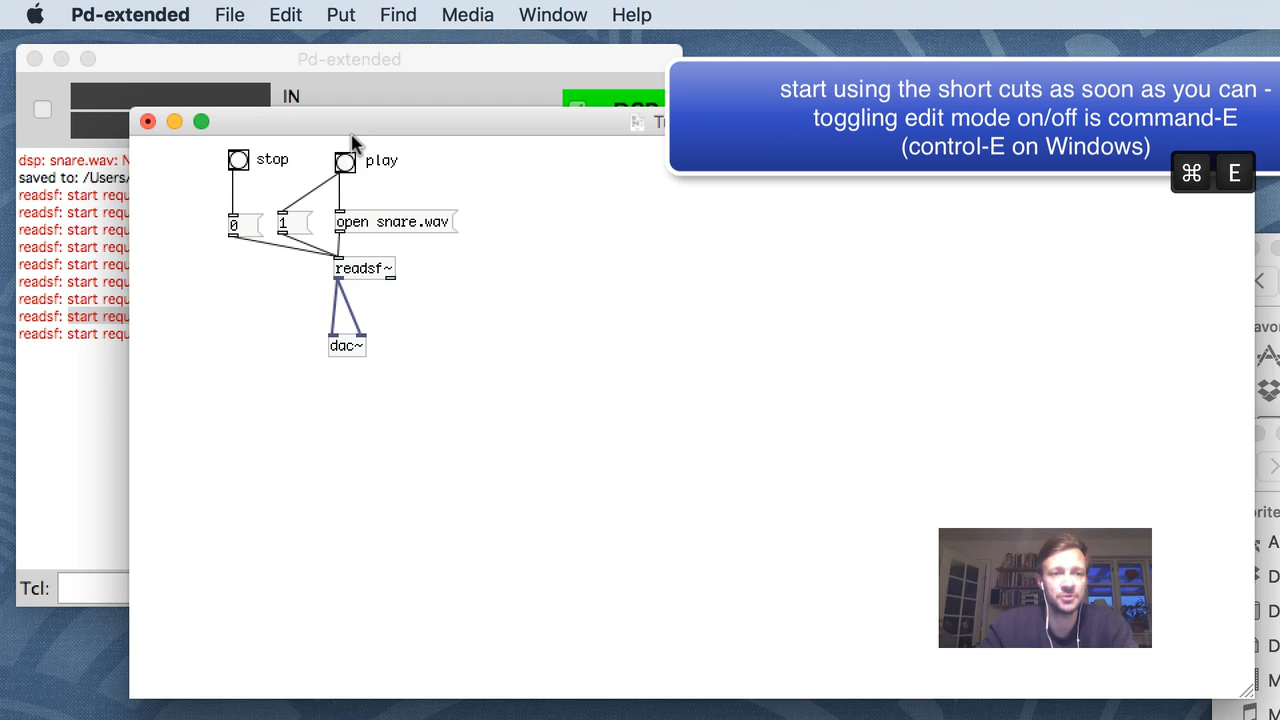 Pd-extended File Edit Put Find Media Window Help
Pd-extended
IN
start using the short cuts as soon as you can -
toggling edit mode on/off is command-E
(control-E on Windows)
⌘ E
dsp: snare.wav:
saved to: /Users/
readsf: start requ
readsf: start requ
readsf: start requ
readsf: start requ
readsf: start requ
readsf: start requ
readsf: start requ
readsf: start requ
readsf: start requ
stop play
0 1 open snare.wav
readsf~
dac~
Tcl: